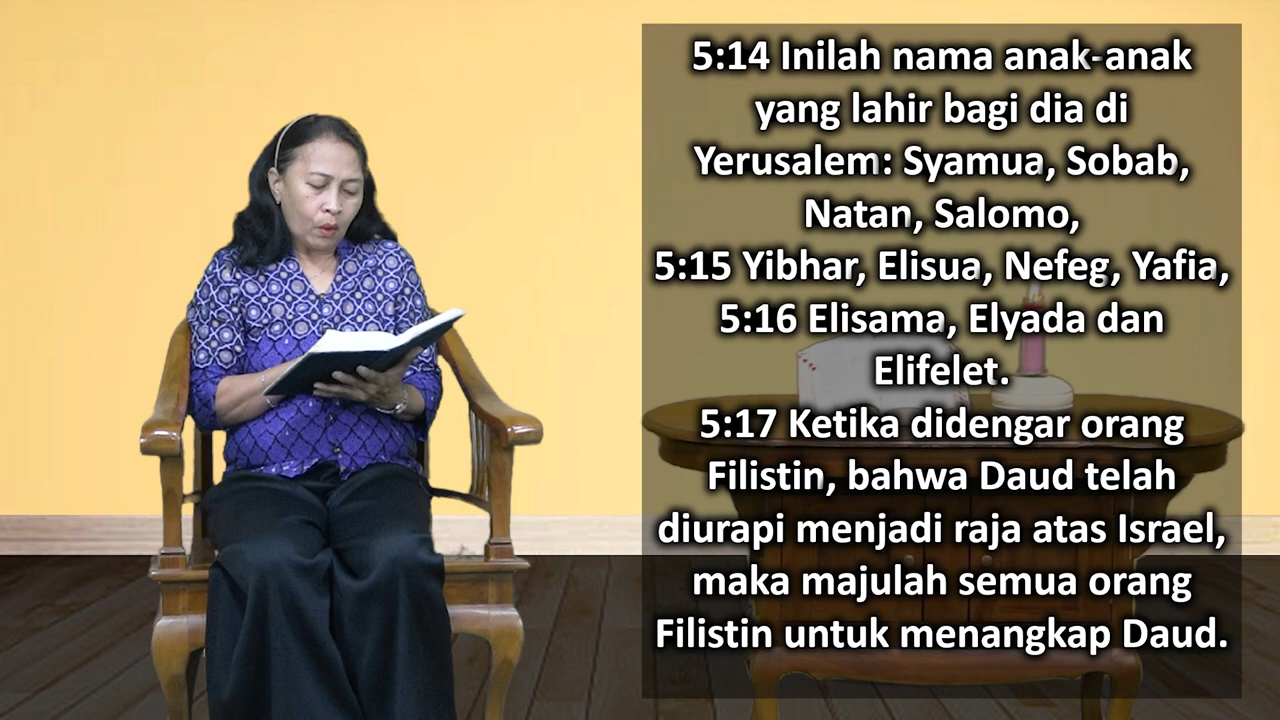 5:14 Inilah nama anak-anak
yang lahir bagi dia di
Yerusalem: Syamua, Sobab,
Natan, Salomo,
5:15 Yibhar, Elisua, Nefeg, Yafia,
5:16 Elisama, Elyada dan
Elifelet.
5:17 Ketika didengar orang
Filistin, bahwa Daud telah
diurapi menjadi raja atas Israel,
maka majulah semua orang
Filistin untuk menangkap Daud.